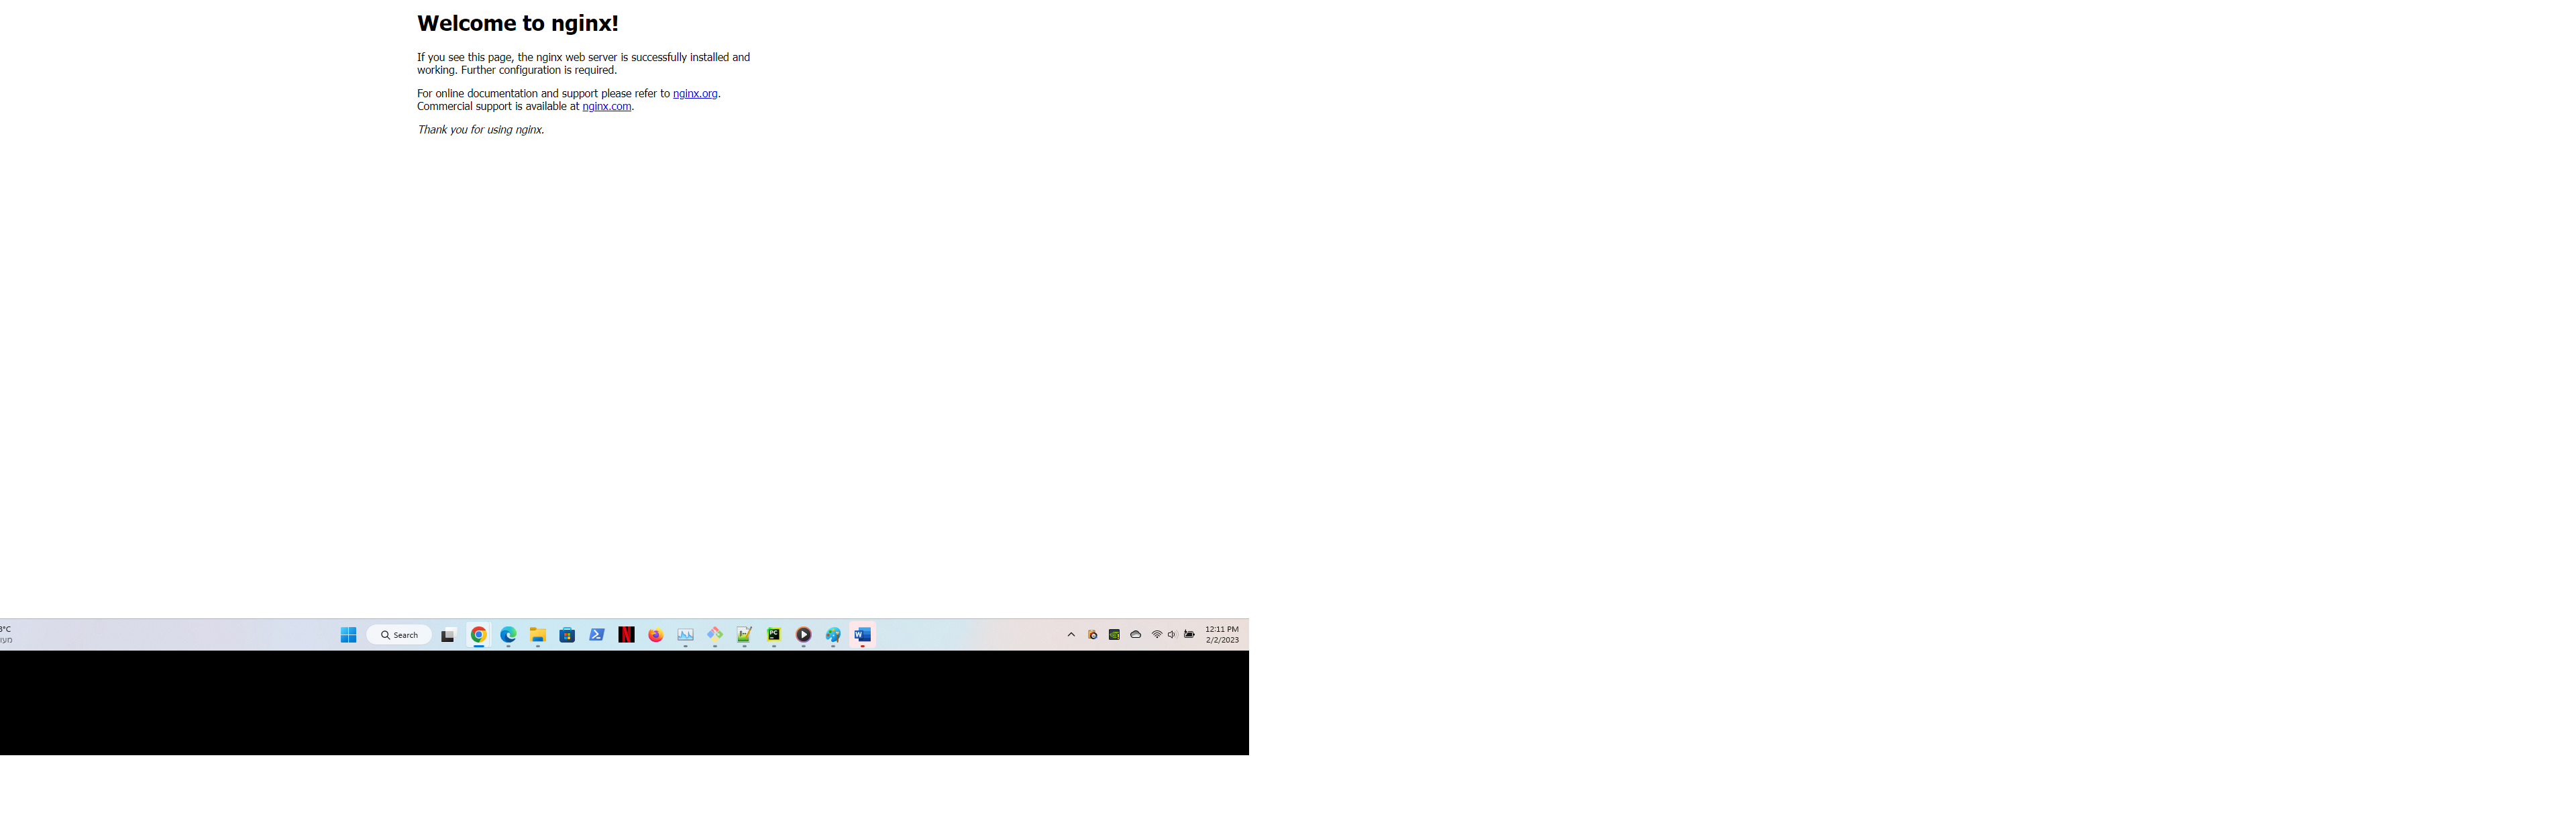 Welcome to nginx!
If you see this page, the nginx web server is successfully installed and
working. Further configuration is required.
For online documentation and support please refer to nginx.org.
Commercial support is available at nginx.com.
Thank you for using nginx.
Search
12:11 PM
2/2/2023